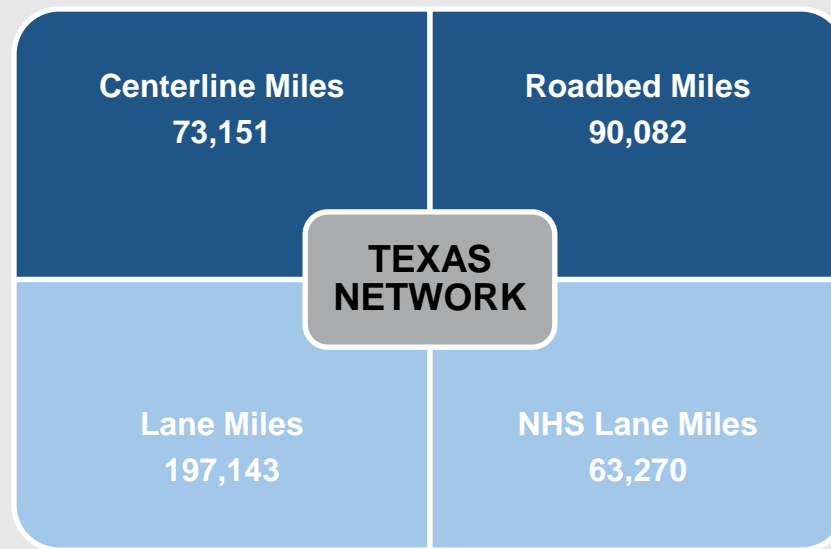 Centerline Miles
73,151
Roadbed Miles
90,082
TEXAS
NETWORK
Lane Miles
197,143
NHS Lane Miles
63,270